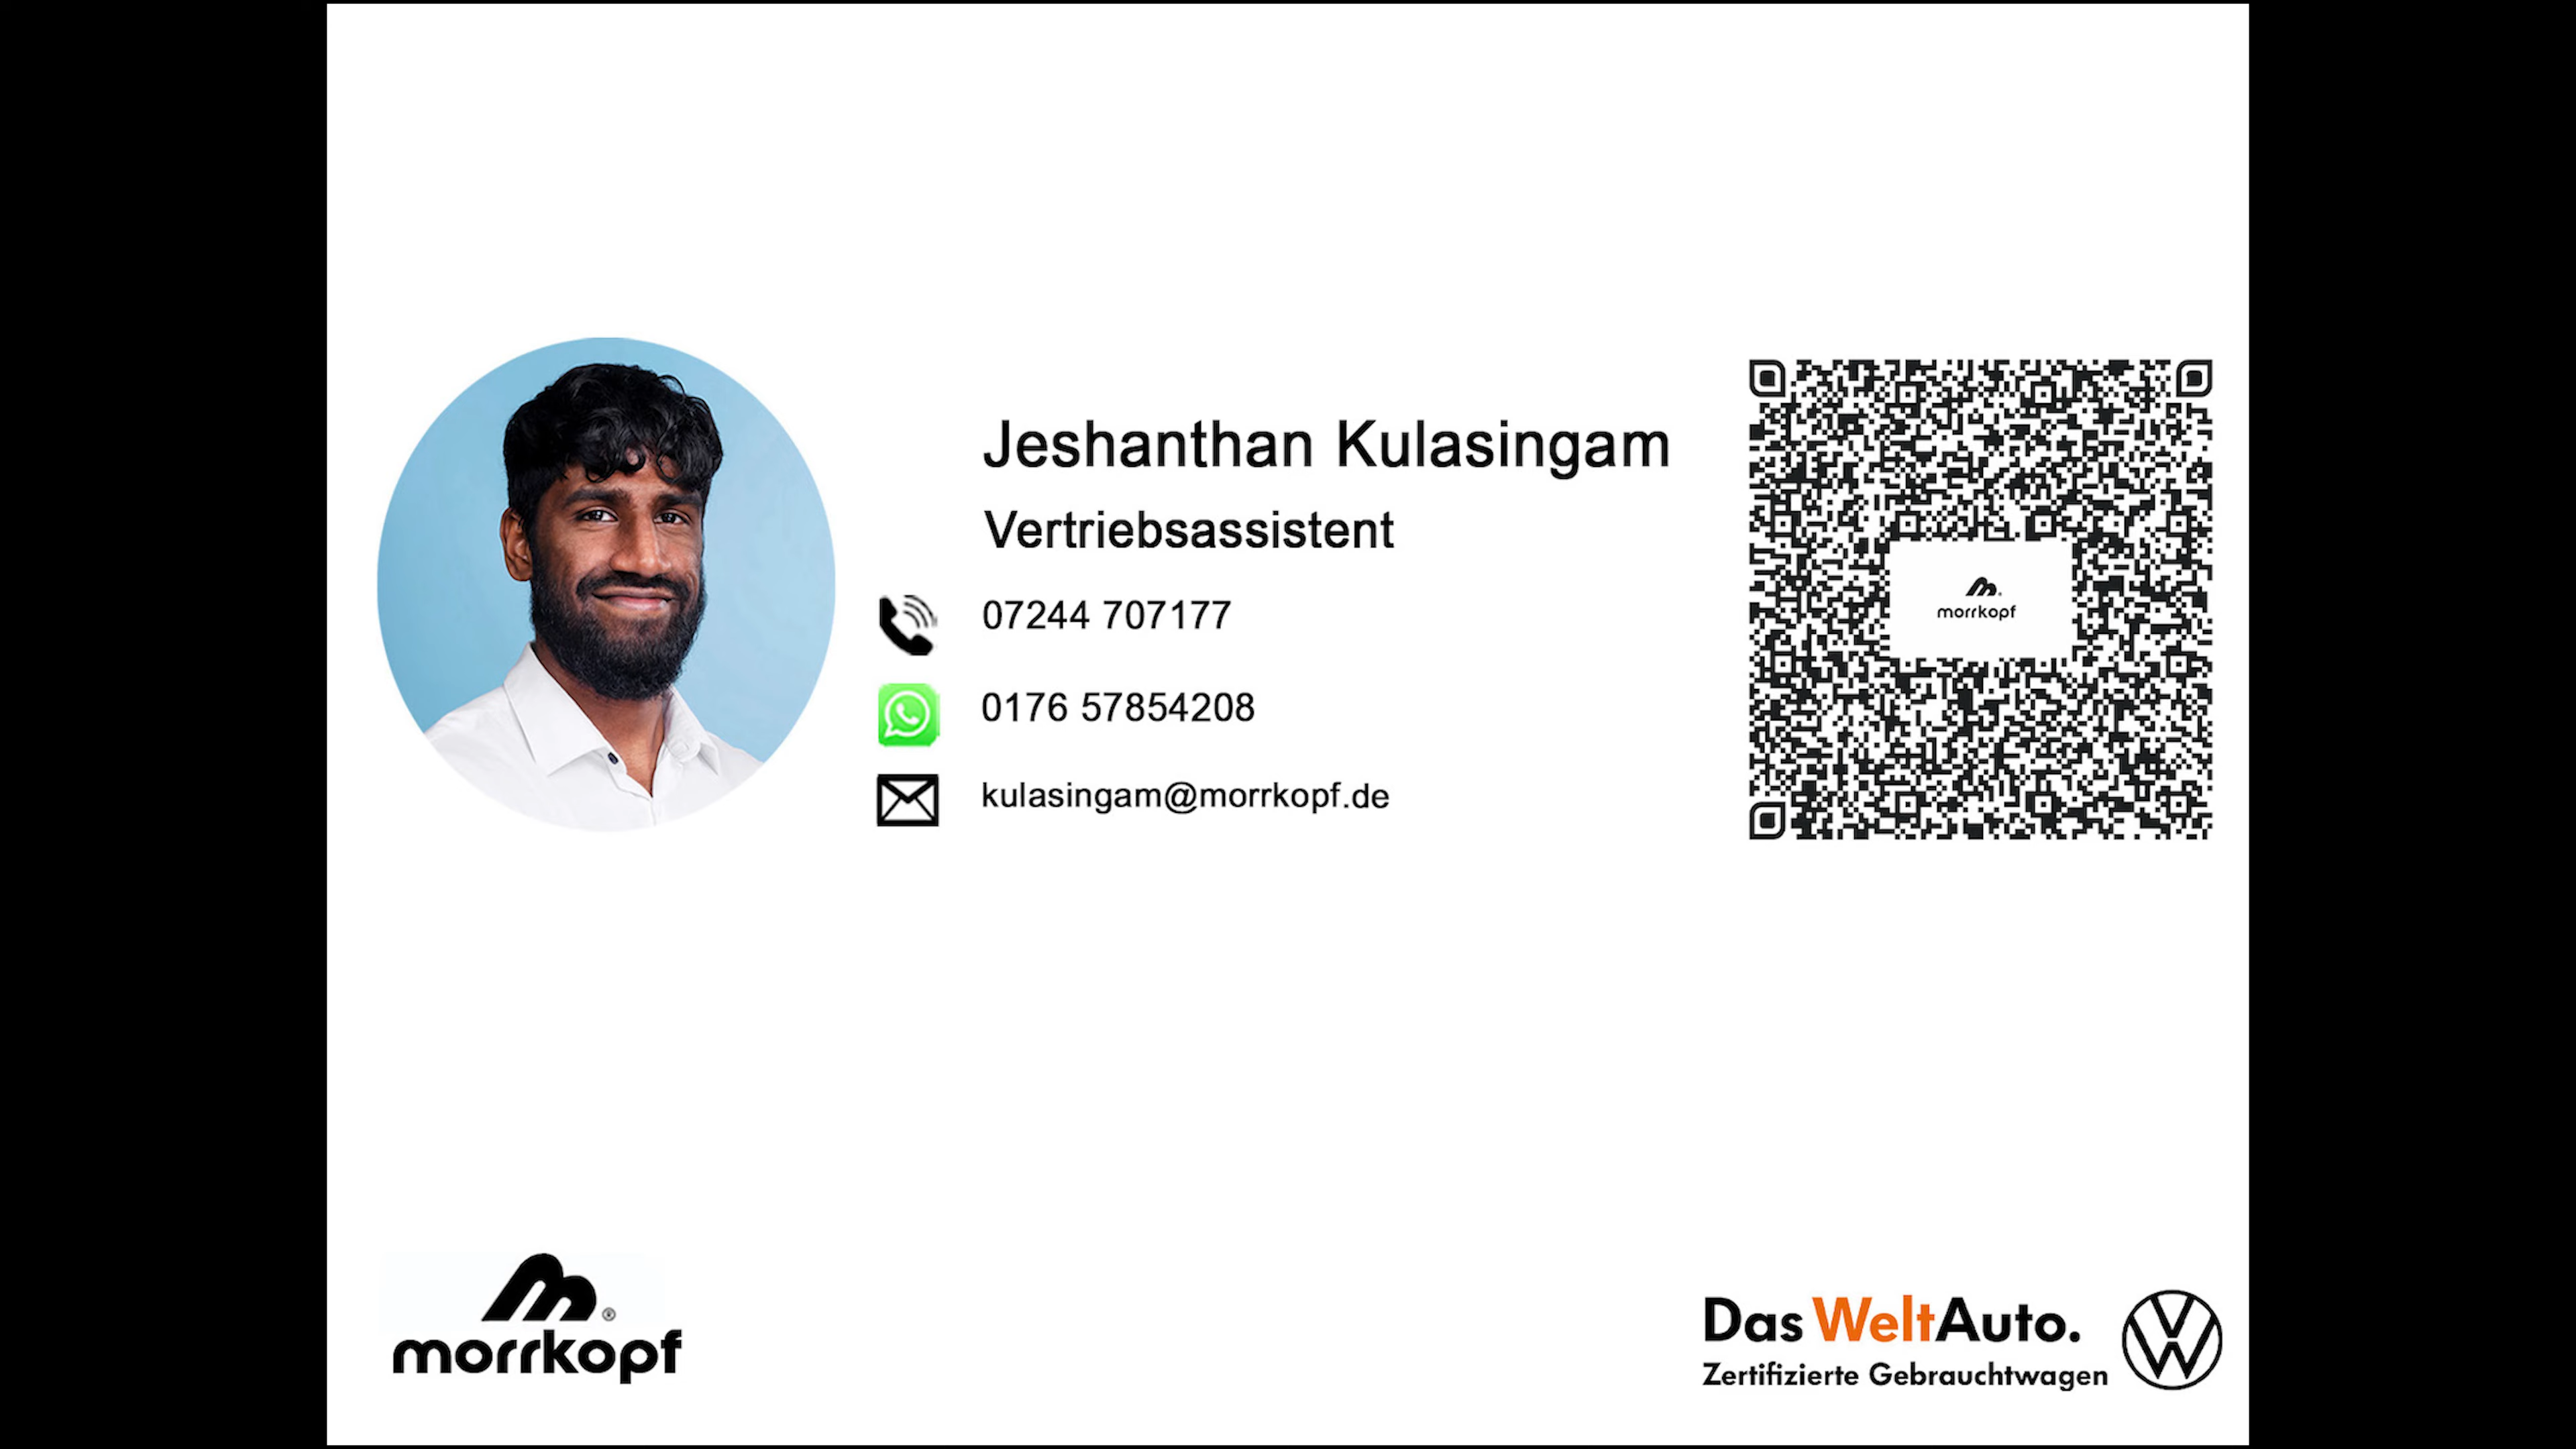 Jeshanthan Kulasingam
Vertriebsassistent
07244 707177
0176 57854208
kulasingam@morrkopf.de
morrkopf
morrkopf®
Das WeltAuto.
Zertifizierte Gebrauchtwagen